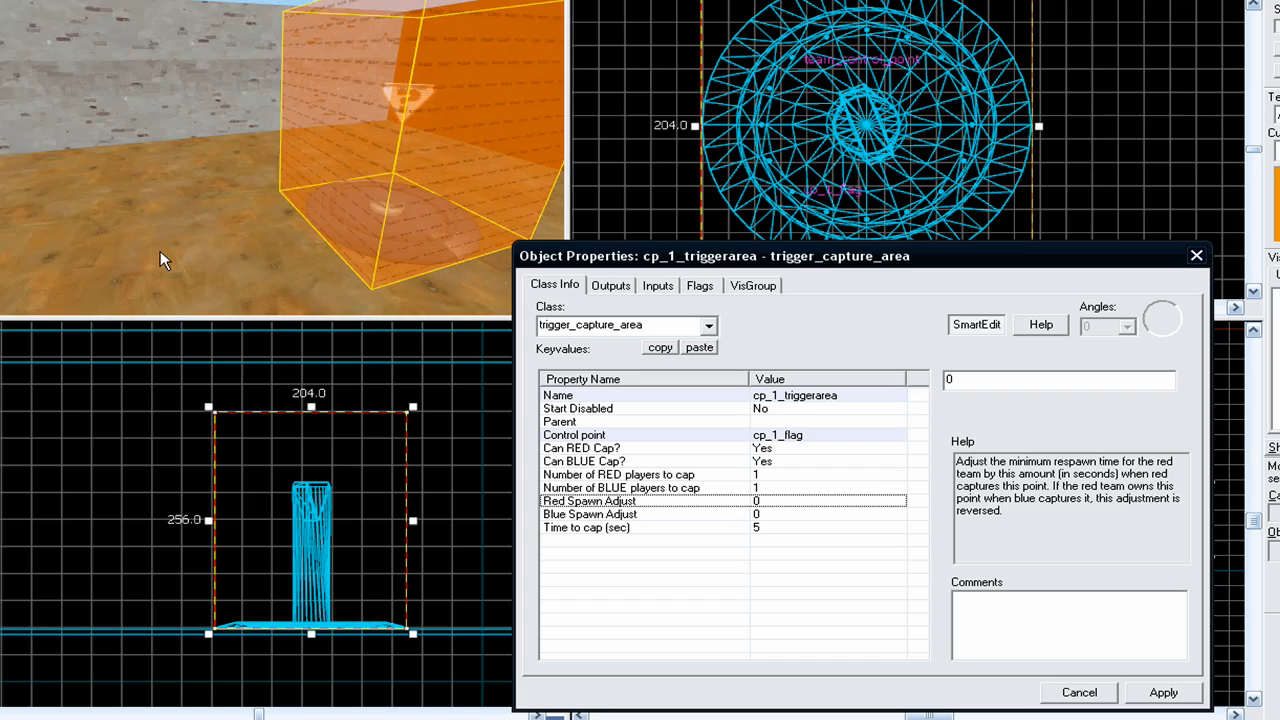 team_control_point
204.0
cp_1_flag
Object Properties: cp_1_triggerarea - trigger_capture_area
Class Info Outputs Inputs Flags VisGroup
Class:
trigger_capture_area
SmartEdit Help
Angles:
0
Keyvalues: copy paste
Property Name Value
0
Name cp_1_triggerarea
Start Disabled No
Parent
Control point cp_1_flag
Can RED Cap? Yes
Can BLUE Cap? Yes
Number of RED players to cap 1
Number of BLUE players to cap 1
Red Spawn Adjust 0
Blue Spawn Adjust 0
Time to cap (sec) 5
Help
Adjust the minimum respawn time for the red
team by this amount (in seconds) when red
captures this point. If the red team owns this
point when blue captures it, this adjustment is
reversed.
Comments
Cancel Apply
204.0
256.0